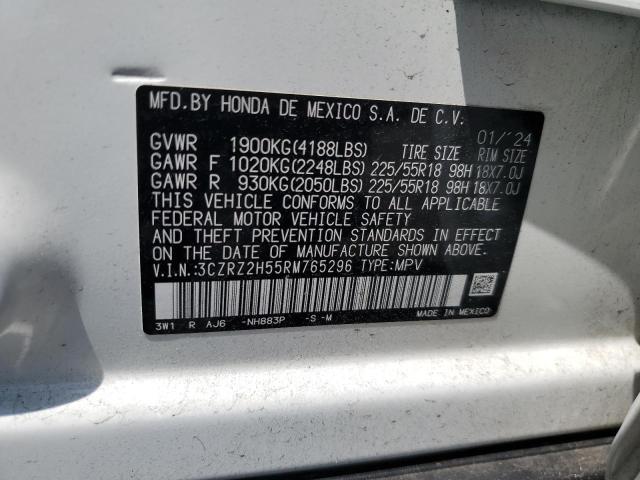 MFD.BY HONDA DE MEXICO S.A. DE C.V.
01/'24
GVWR 1900KG(4188LBS) TIRE SIZE RIM SIZE
GAWR F 1020KG(2248LBS) 225/55R18 98H 18X7.0J
GAWR R 930KG(2050LBS) 225/55R18 98H 18X7.0J
THIS VEHICLE CONFORMS TO ALL APPLICABLE
FEDERAL MOTOR VEHICLE SAFETY
AND THEFT PREVENTION STANDARDS IN EFFECT
ON THE DATE OF MANUFACTURE SHOWN ABOVE.
V.I.N.:3CZRZ2H55RM765296 TYPE:MPV
3W1 R AJ6 -NH883P -S -M
MADE IN MEXICO